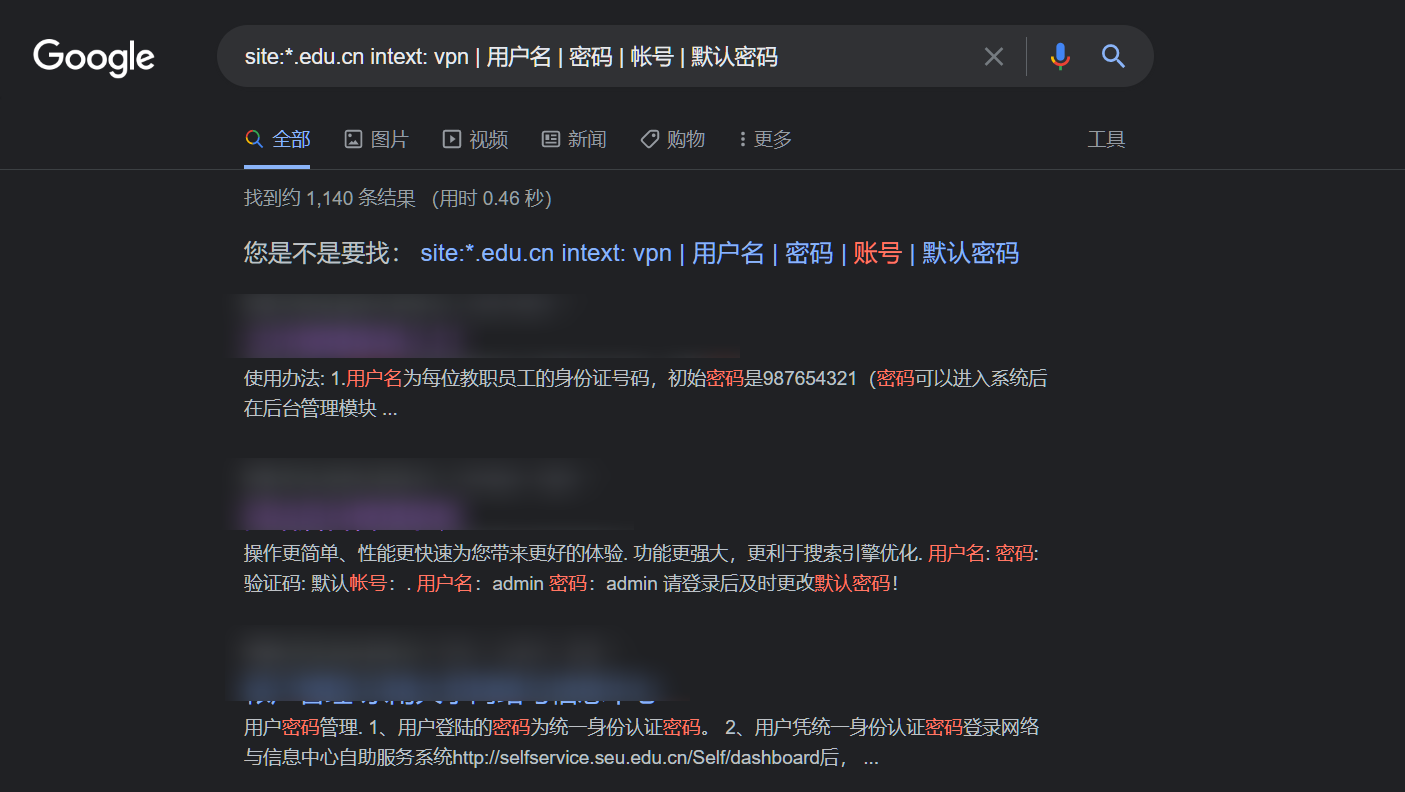 Google
site:*.edu.cn intext: vpn | 用户名 | 密码 | 帐号 | 默认密码
全部 图片 视频 新闻 购物 更多 工具
找到约 1,140 条结果 （用时 0.46 秒）
您是不是要找： site:*.edu.cn intext: vpn | 用户名 | 密码 | 账号 | 默认密码
使用办法: 1.用户名为每位教职员工的身份证号码，初始密码是987654321（密码可以进入系统后
在后台管理模块 ...
操作更简单、性能更快速为您带来更好的体验. 功能更强大，更利于搜索引擎优化. 用户名: 密码:
验证码: 默认帐号：. 用户名：admin 密码：admin 请登录后及时更改默认密码！
用户密码管理. 1、用户登陆的密码为统一身份认证密码。 2、用户凭统一身份认证密码登录网络
与信息中心自助服务系统http://selfservice.seu.edu.cn/Self/dashboard后， ...